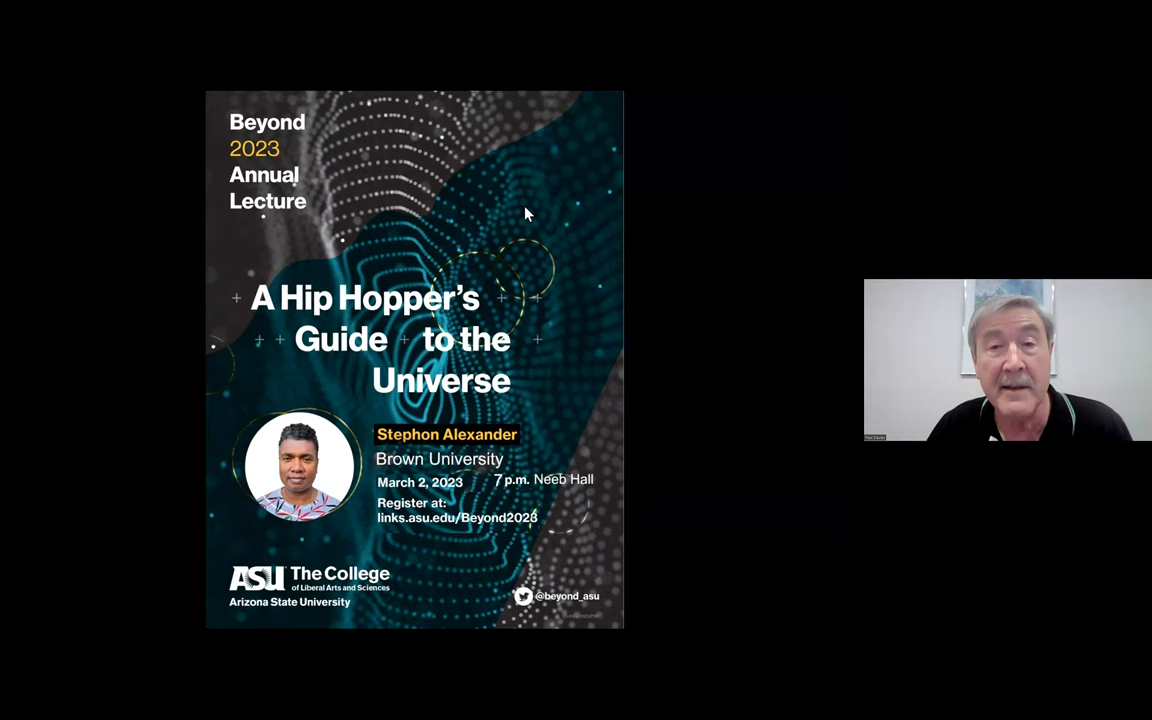 Beyond
2023
Annual
Lecture
A Hip Hopper's
Guide to the
Universe
Stephon Alexander
Brown University
March 2, 2023 7 p.m. Neeb Hall
Register at:
links.asu.edu/Beyond2023
ASU The College
of Liberal Arts and Sciences
Arizona State University
@beyond_asu
Paul Davies